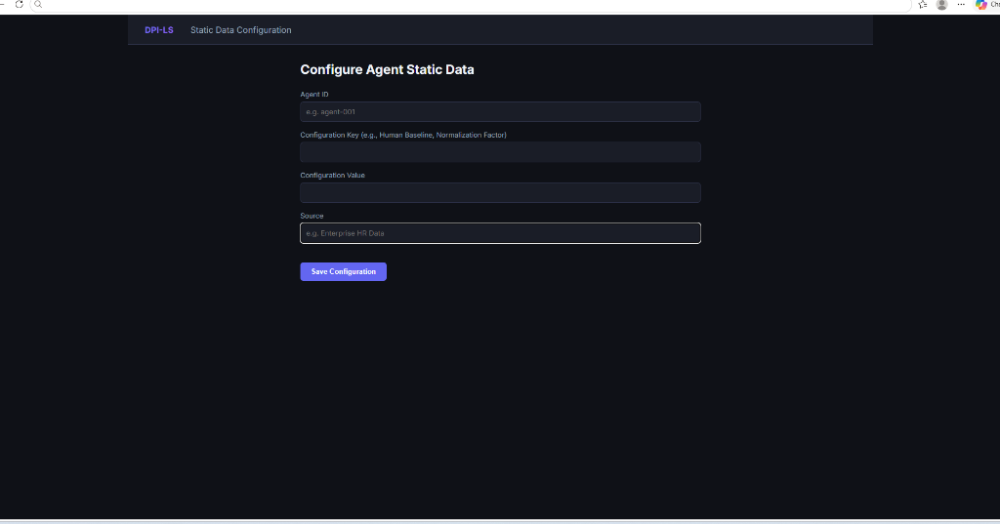 DPI-LS Static Data Configuration
Configure Agent Static Data
Agent ID
e.g. agent-001
Configuration Key (e.g., Human Baseline, Normalization Factor)
Configuration Value
Source
e.g. Enterprise HR Data
Save Configuration